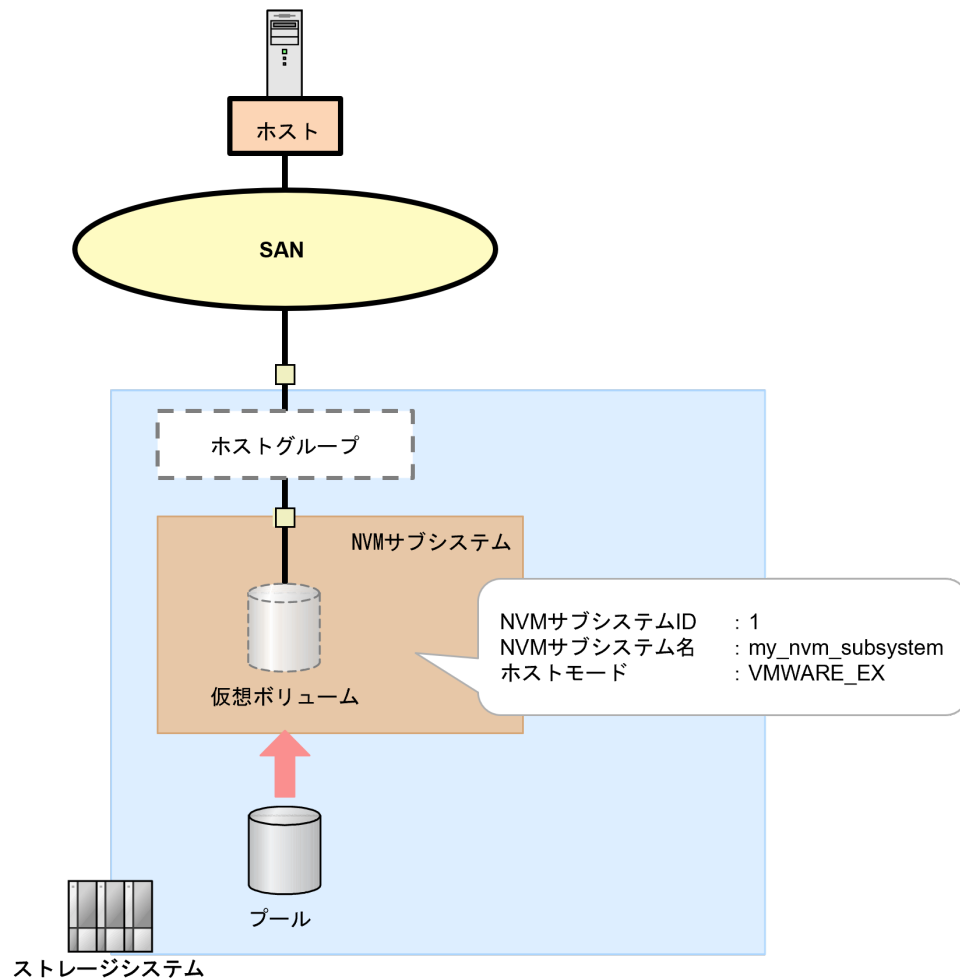 ホスト
SAN
ホストグループ
NVMサブシステム
NVMサブシステムID : 1
NVMサブシステム名 : my_nvm_subsystem
ホストモード : VMWARE_EX
仮想ボリューム
プール
ストレージシステム